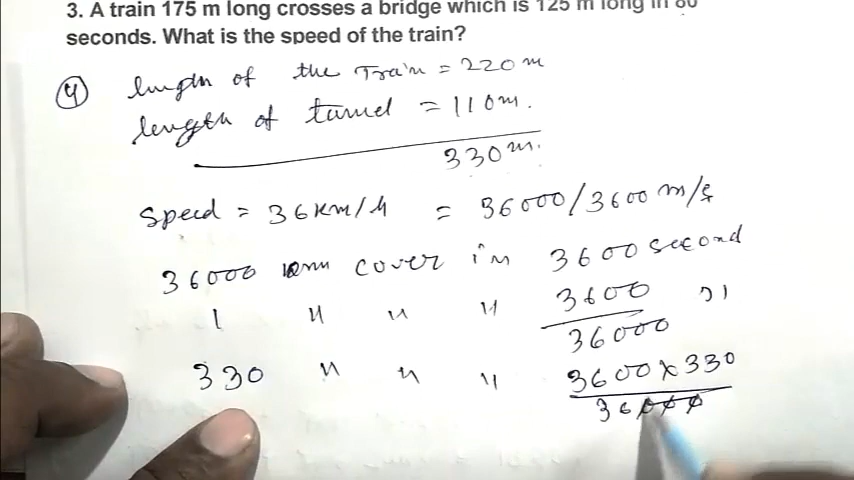 3. A train 175 m long crosses a bridge which is 125 m long in 80
seconds. What is the speed of the train?
(4) length of the Train = 220 m
length of tunnel = 110 m.
330 m.
Speed = 36 km/h = 36000/3600 m/s
36000 cover in 3600 second
1 " " " 3600 "
36000
330 " " " 3600 x 330
36000